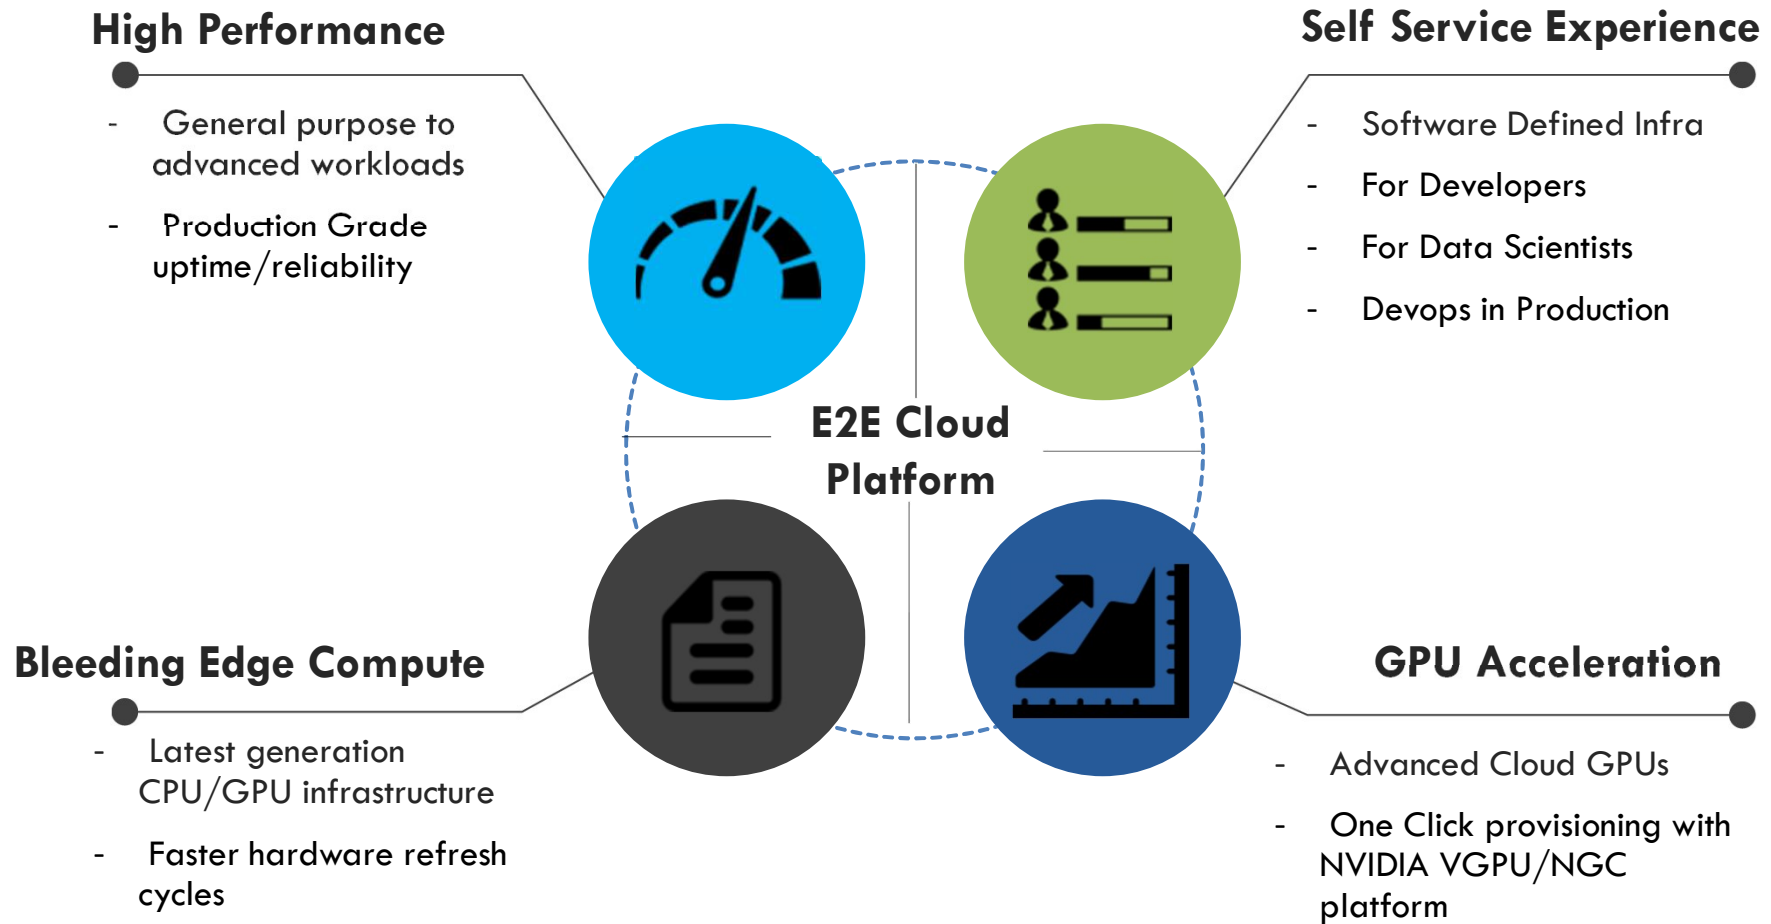 High Performance
- General purpose to
advanced workloads
- Production Grade
uptime/reliability
Self Service Experience
- Software Defined Infra
- For Developers
- For Data Scientists
- Devops in Production
E2E Cloud
Platform
Bleeding Edge Compute
- Latest generation
CPU/GPU infrastructure
- Faster hardware refresh
cycles
GPU Acceleration
- Advanced Cloud GPUs
- One Click provisioning with
NVIDIA VGPU/NGC
platform